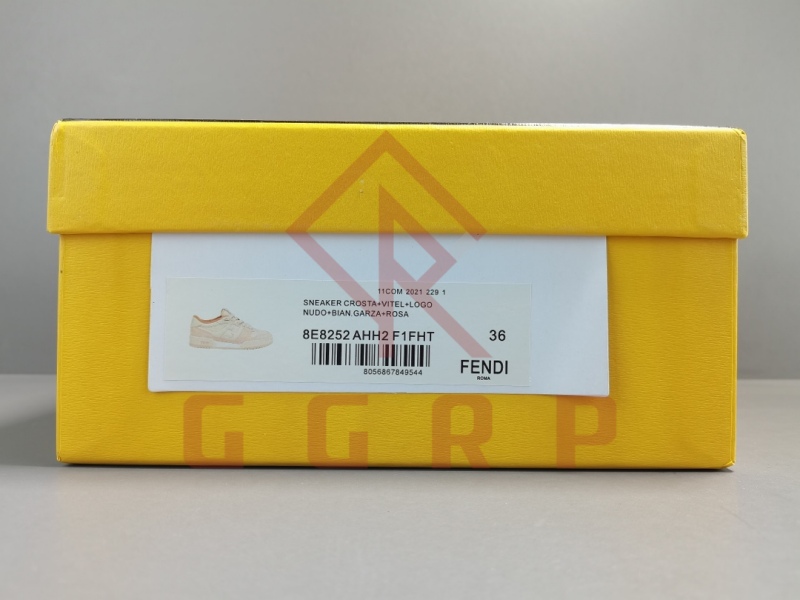 11COM 2021 229 1
SNEAKER CROSTA+VITEL+LOGO
NUDO+BIAN.GARZA+ROSA
8E8252 AHH2 F1FHT 36
8056867849544
FENDI
ROMA
GGRP